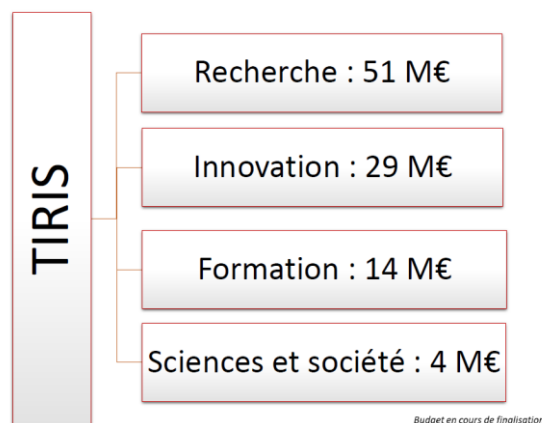 TIRIS
Recherche : 51 M€
Innovation : 29 M€
Formation : 14 M€
Sciences et société : 4 M€
Budget en cours de finalisation